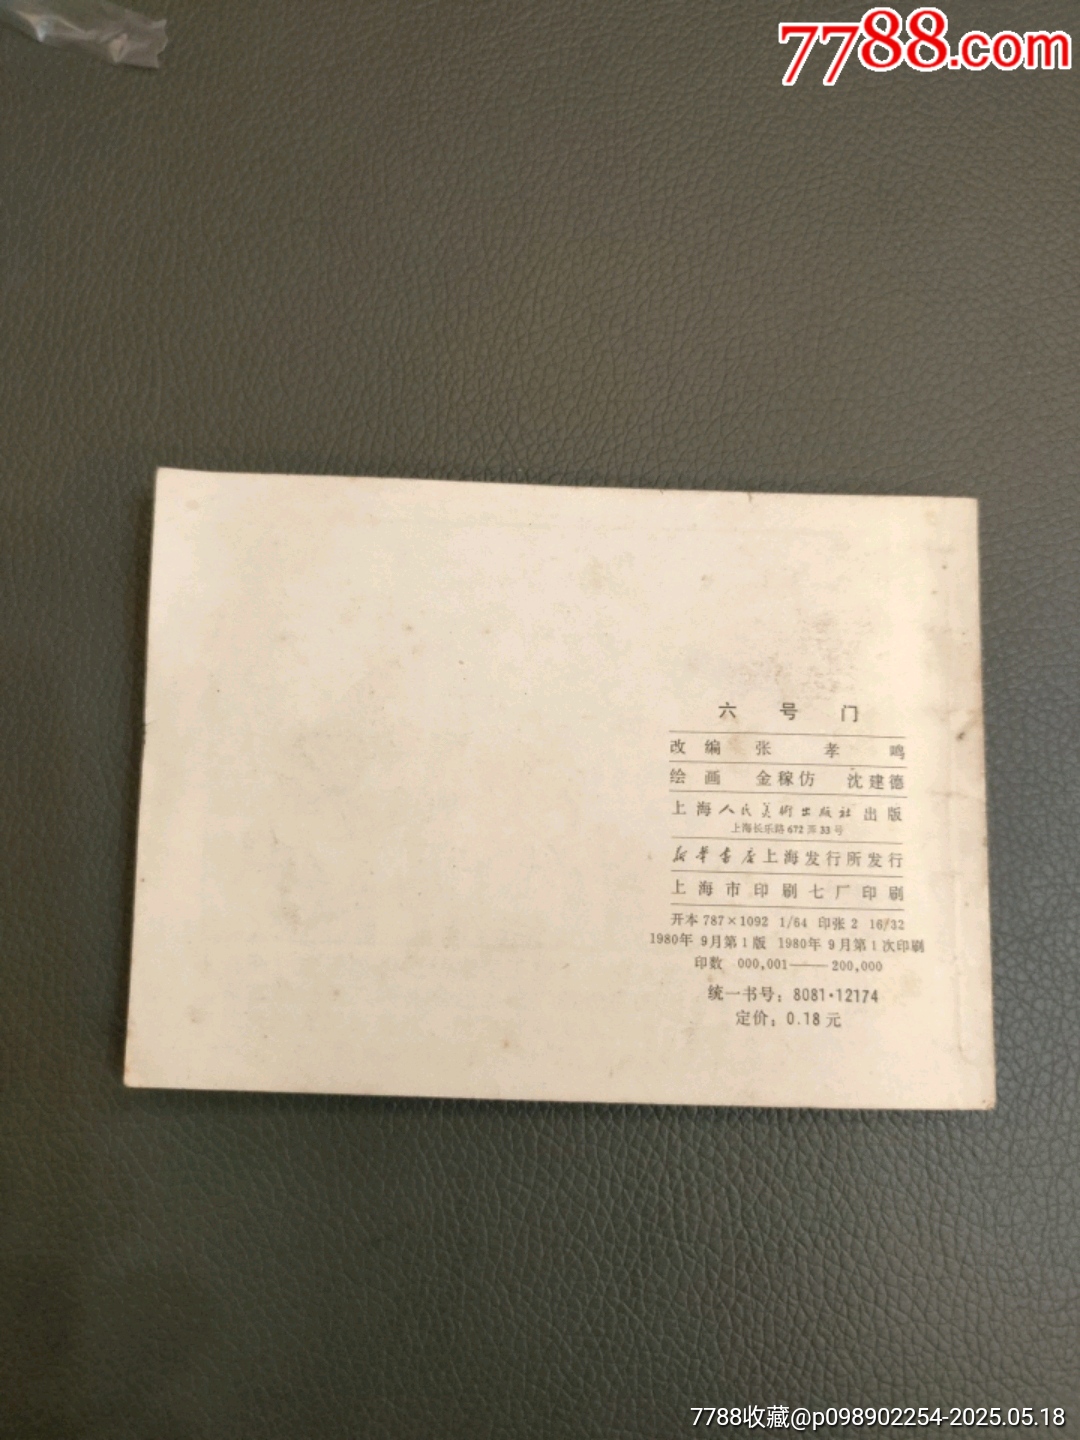 7788.com
六号门
改编 张孝鸣
绘画 金稼仿 沈建德
上海人民美術出版社出版
上海长乐路672弄33号
新華書店上海发行所发行
上海市印刷七厂印刷
开本 787×1092 1/64 印张 2 16/32
1980年 9月第1版 1980年 9月第1次印刷
印数 000,001——200,000
统一书号：8081·12174
定价：0.18元
7788收藏@p098902254-2025.05.18